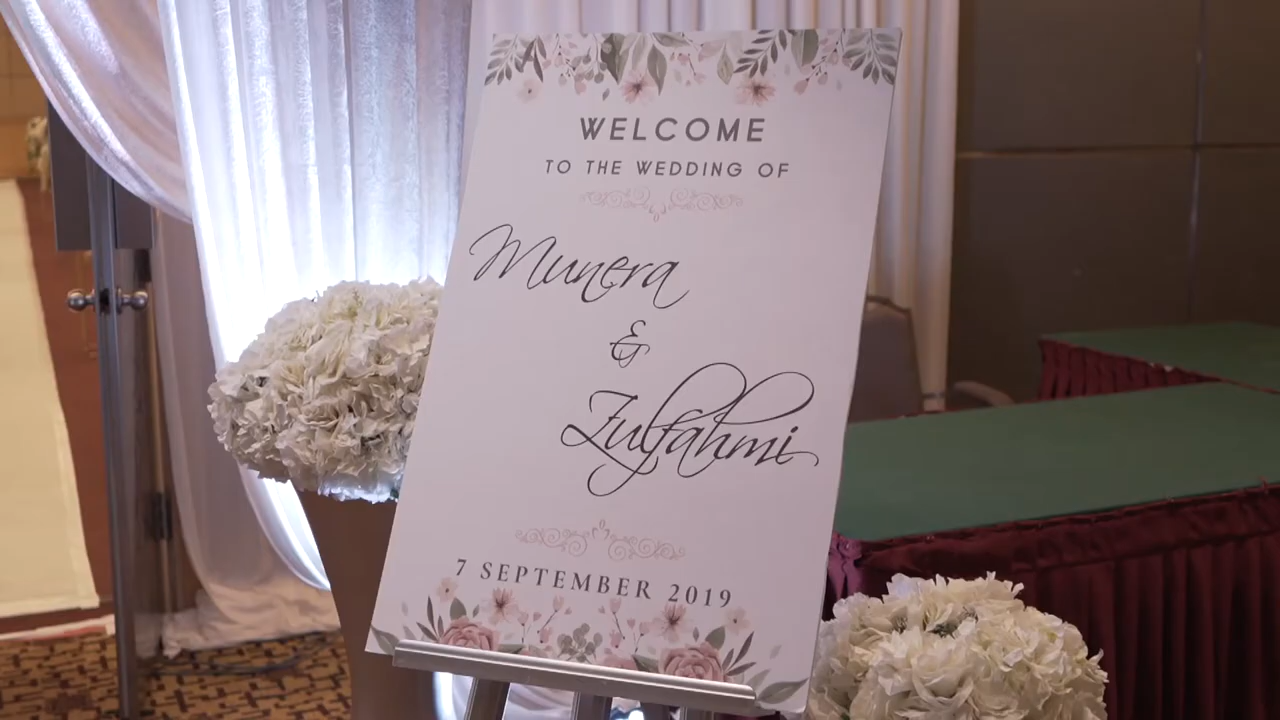 WELCOME
TO THE WEDDING OF
Munera
&
Zulfahmi
7 SEPTEMBER 2019